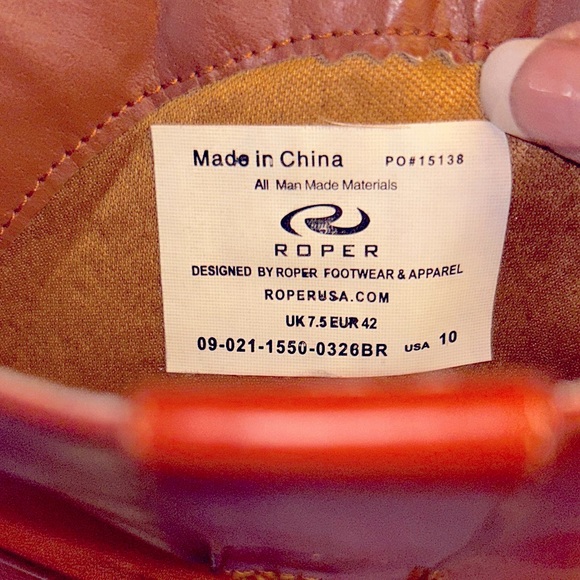 Made in China PO#15138
All Man Made Materials
ROPER
DESIGNED BY ROPER FOOTWEAR & APPAREL
ROPERUSA.COM
UK 7.5 EUR 42
09-021-1550-0326BR USA 10